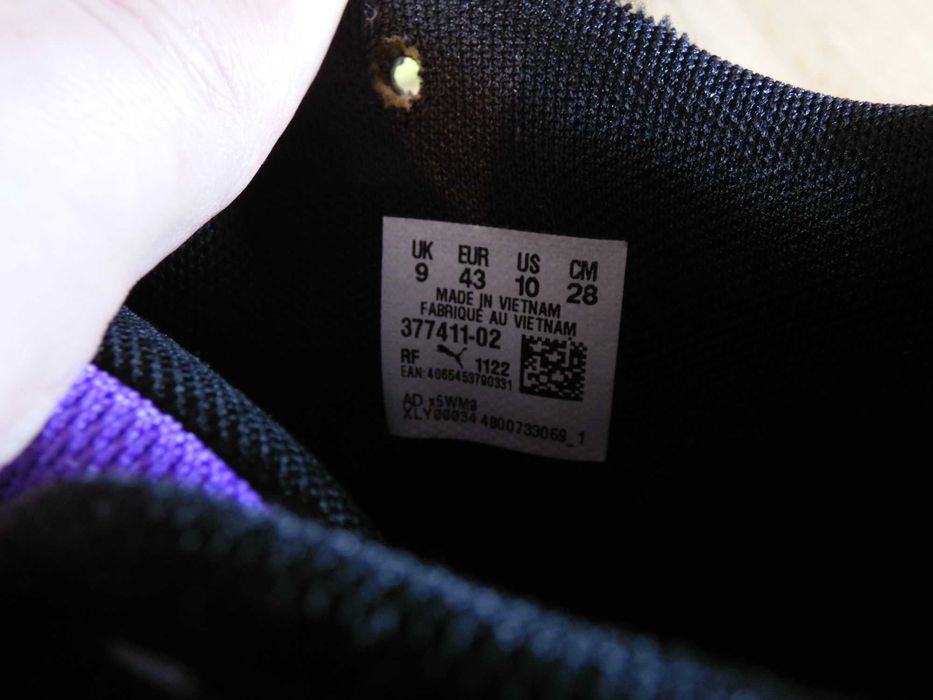 UK EUR US CM
9 43 10 28
MADE IN VIETNAM
FABRIQUÉ AU VIETNAM
377411-02
RF 1122
EAN:4065453790331
AD x5WM8
XLY00034 4800733069_1